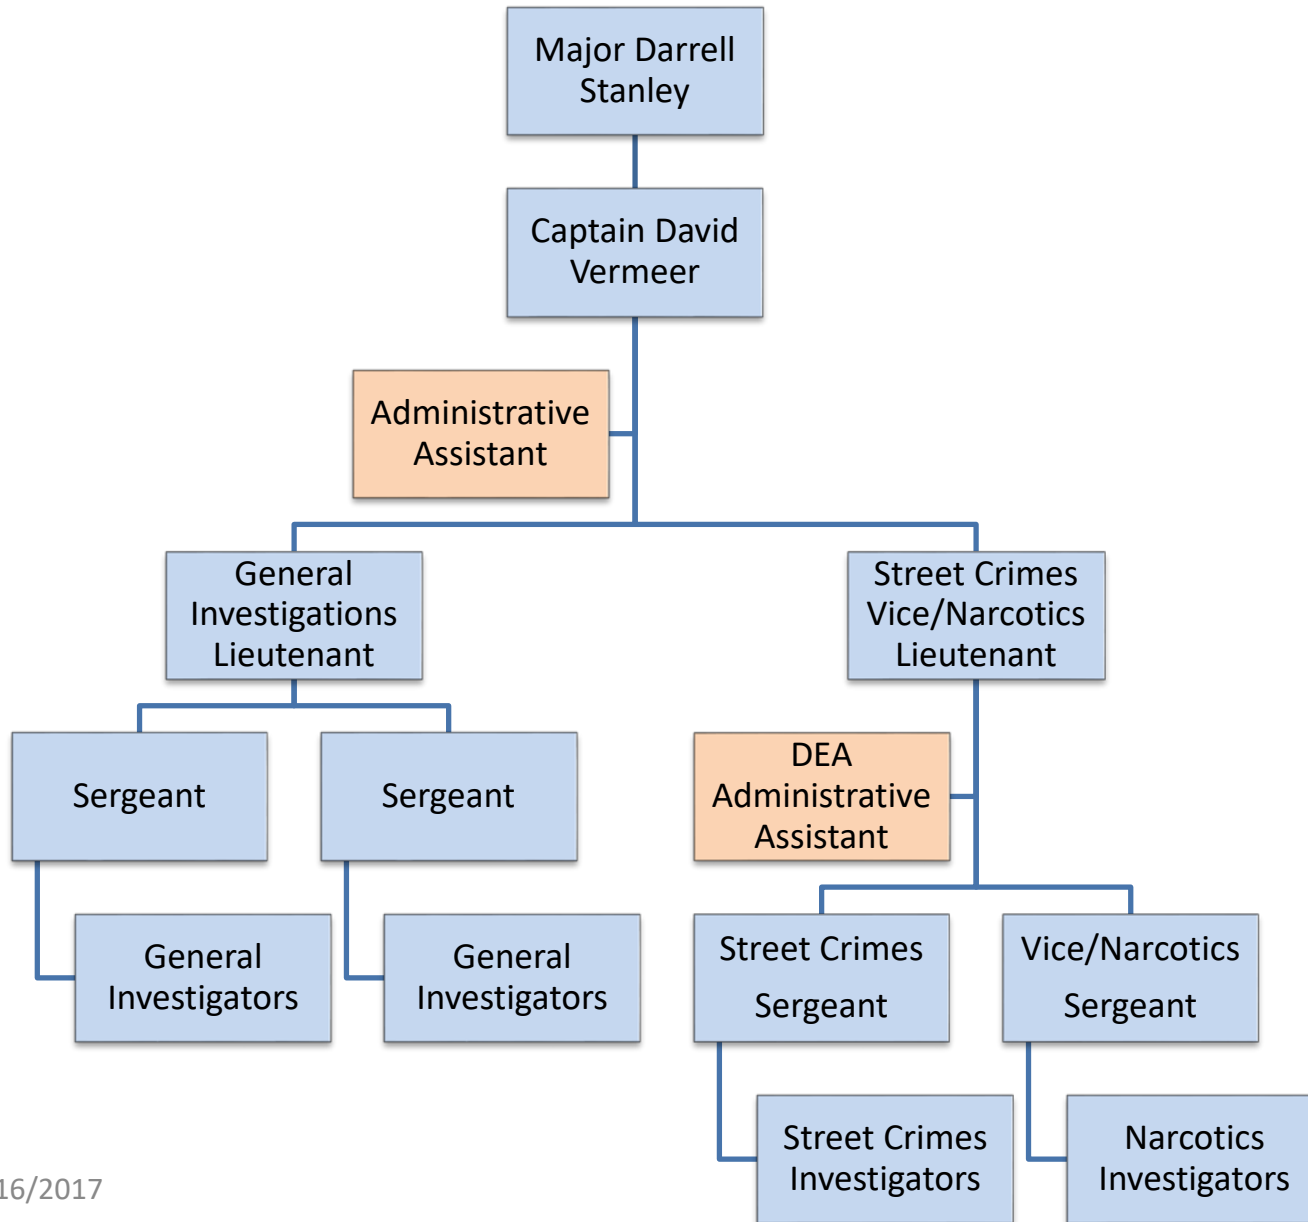 Major Darrell
Stanley
Captain David
Vermeer
Administrative
Assistant
General
Investigations
Lieutenant
Street Crimes
Vice/Narcotics
Lieutenant
Sergeant
Sergeant
DEA
Administrative
Assistant
General
Investigators
General
Investigators
Street Crimes
Sergeant
Vice/Narcotics
Sergeant
Street Crimes
Investigators
Narcotics
Investigators
16/2017